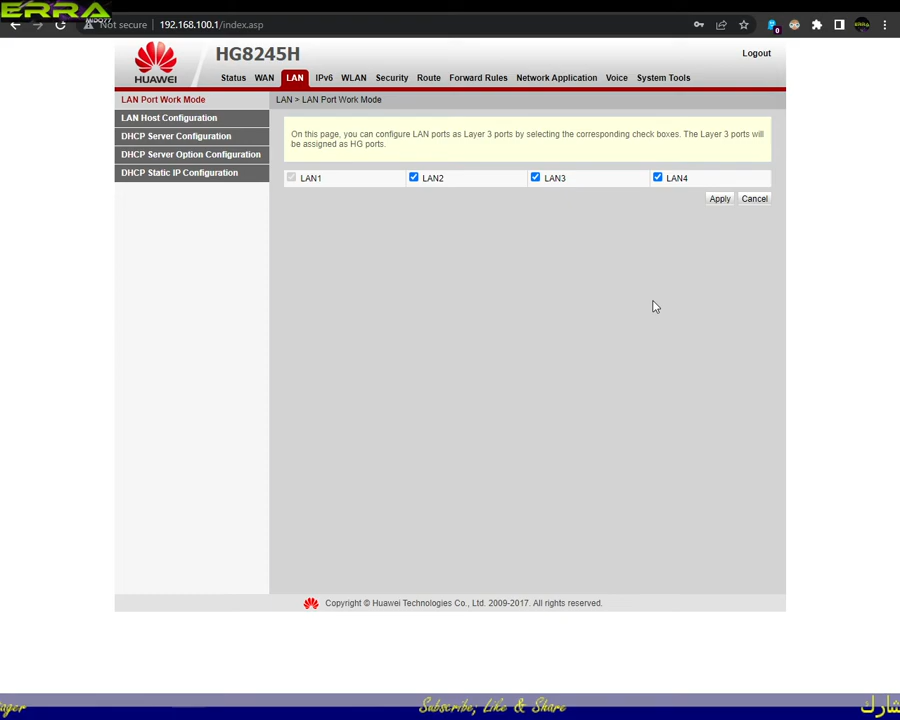 ERRA
Not secure 192.168.100.1/index.asp
0
ERRA
HUAWEI
HG8245H
Logout
Status WAN LAN IPv6 WLAN Security Route Forward Rules Network Application Voice System Tools
LAN Port Work Mode
LAN > LAN Port Work Mode
LAN Host Configuration
DHCP Server Configuration
DHCP Server Option Configuration
DHCP Static IP Configuration
On this page, you can configure LAN ports as Layer 3 ports by selecting the corresponding check boxes. The Layer 3 ports will
be assigned as HG ports.
LAN1 LAN2 LAN3 LAN4
Apply Cancel
Copyright © Huawei Technologies Co., Ltd. 2009-2017. All rights reserved.
ager Subscribe; Like & Share شارك